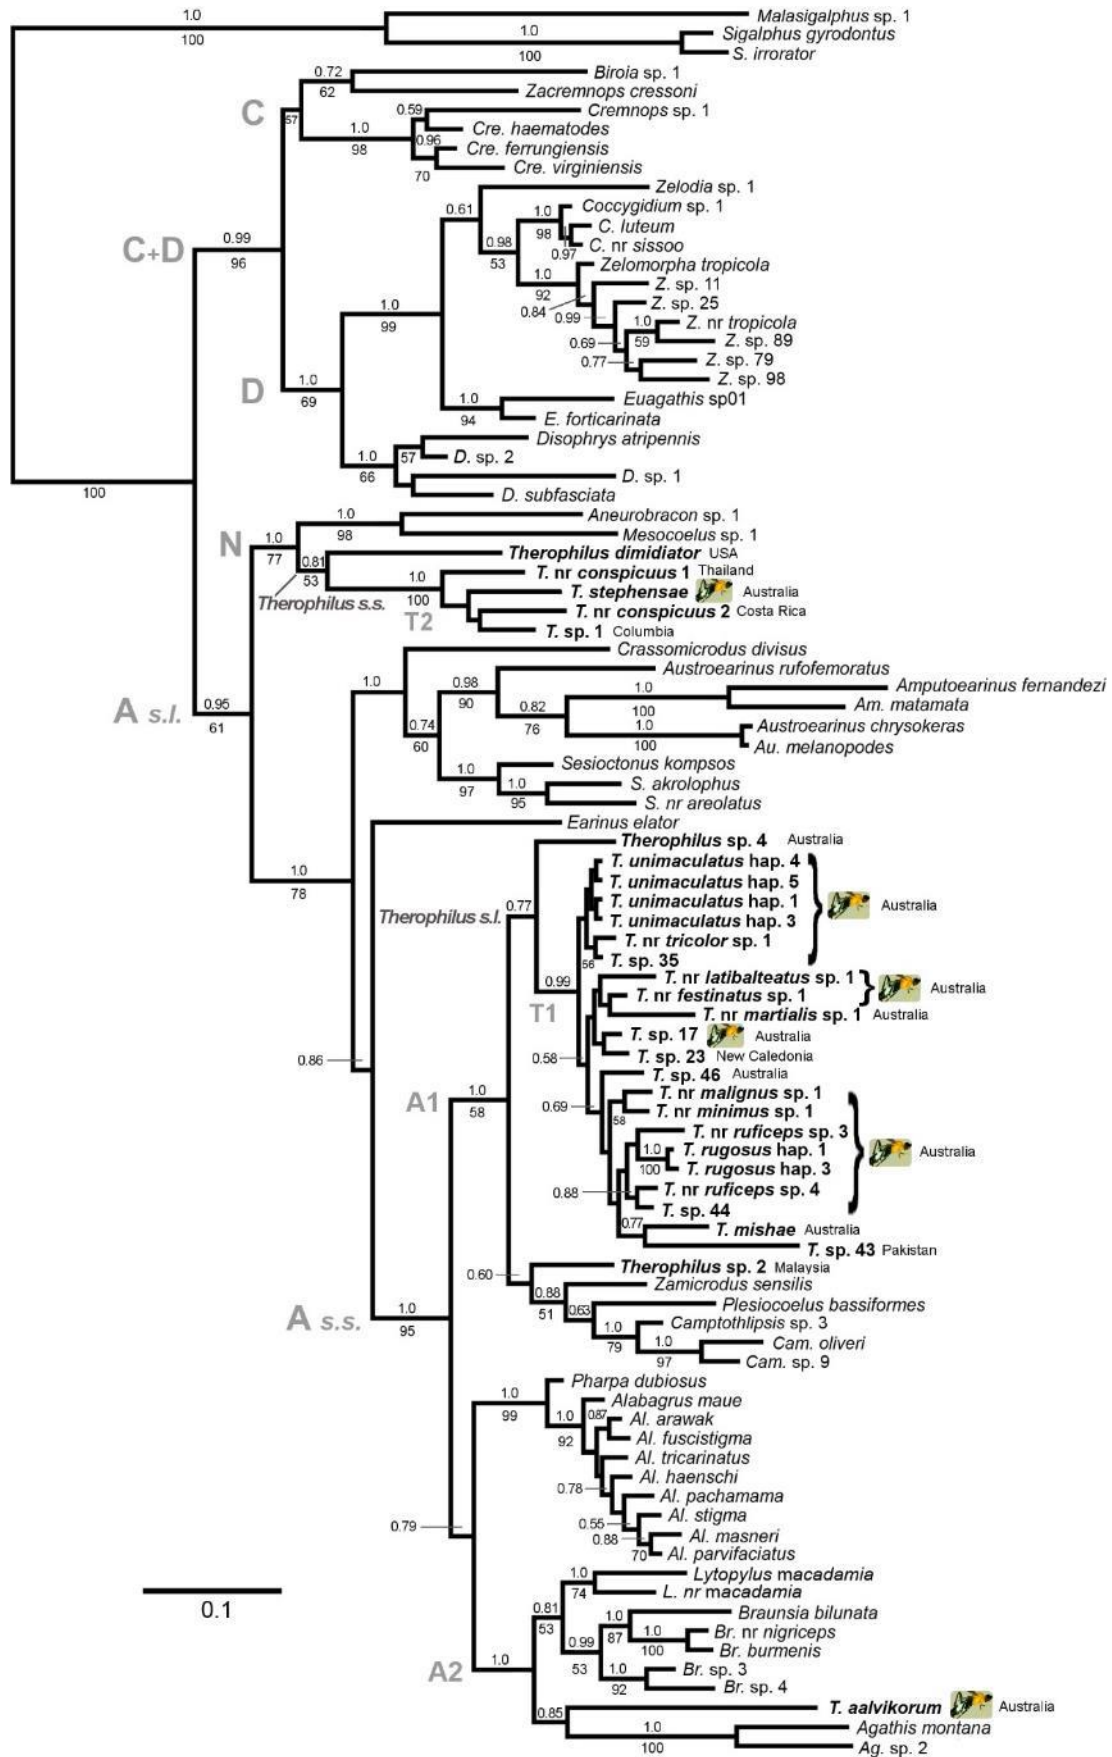 1.0
Malasigalphus sp. 1
100
1.0
Sigalphus gyrodontus
100
S. irrorator
0.72
Biroia sp. 1
62
Zacremnops cressoni
C
57
0.59
Cremnops sp. 1
1.0
98
Cre. haematodes
0.96
Cre. ferrungiensis
70
Cre. virginiensis
Zelodia sp. 1
0.61
1.0
Coccygidium sp. 1
98
C. luteum
0.97
C. nr sissoo
0.98
53
C+D
0.99
96
1.0
92
Zelomorpha tropicola
0.84
Z. sp. 11
0.99
Z. sp. 25
1.0
99
1.0
59
Z. nr tropicola
0.69
Z. sp. 89
0.77
Z. sp. 79
Z. sp. 98
D
1.0
69
1.0
94
Euagathis sp01
E. forticarinata
Disophrys atripennis
1.0
66
57
D. sp. 2
D. sp. 1
D. subfasciata
100
N
1.0
77
1.0
98
Aneurobracon sp. 1
Mesocoelus sp. 1
0.81
53
Therophilus dimidiator USA
Therophilus s.s.
1.0
100
T2
T. nr conspicuus 1 Thailand
T. stephensae Australia
T. nr conspicuus 2 Costa Rica
T. sp. 1 Columbia
A s.l.
0.95
61
1.0
Crassomicrodus divisus
0.98
90
Austroearinus rufofemoratus
0.74
60
0.82
76
1.0
100
Amputoearinus fernandezi
Am. matamata
1.0
100
Austroearinus chrysokeras
Au. melanopodes
1.0
97
Sesioctonus kompsos
1.0
95
S. akrolophus
S. nr areolatus
Earinus elator
1.0
78
Therophilus sp. 4 Australia
Therophilus s.l.
0.77
T. unimaculatus hap. 4
T. unimaculatus hap. 5
T. unimaculatus hap. 1
Australia
T. unimaculatus hap. 3
T. nr tricolor sp. 1
56
T. sp. 35
0.99
T1
T. nr latibalteatus sp. 1
Australia
T. nr festinatus sp. 1
T. nr martialis sp. 1 Australia
T. sp. 17 Australia
0.58
T. sp. 23 New Caledonia
0.86
T. sp. 46 Australia
T. nr malignus sp. 1
0.69
58
T. nr minimus sp. 1
A1
1.0
58
T. nr ruficeps sp. 3
1.0
100
T. rugosus hap. 1
Australia
T. rugosus hap. 3
0.88
T. nr ruficeps sp. 4
T. sp. 44
0.77
T. mishae Australia
T. sp. 43 Pakistan
0.60
Therophilus sp. 2 Malaysia
0.88
51
Zamicrodus sensilis
0.63
Plesiocoelus bassiformes
A s.s.
1.0
95
1.0
79
Camptothlipsis sp. 3
1.0
97
Cam. oliveri
Cam. sp. 9
1.0
99
Pharpa dubiosus
1.0
92
Alabagrus maue
0.87
Al. arawak
Al. fuscistigma
Al. tricarinatus
0.78
Al. haenschi
Al. pachamama
0.55
Al. stigma
0.88
Al. masneri
70
Al. parvifaciatus
0.79
0.1
1.0
74
Lytopylus macadamia
L. nr macadamia
0.81
53
1.0
87
Braunsia bilunata
1.0
100
Br. nr nigriceps
Br. burmenis
0.99
53
1.0
92
Br. sp. 3
Br. sp. 4
A2
1.0
0.85
T. aalvikorum Australia
1.0
100
Agathis montana
Ag. sp. 2